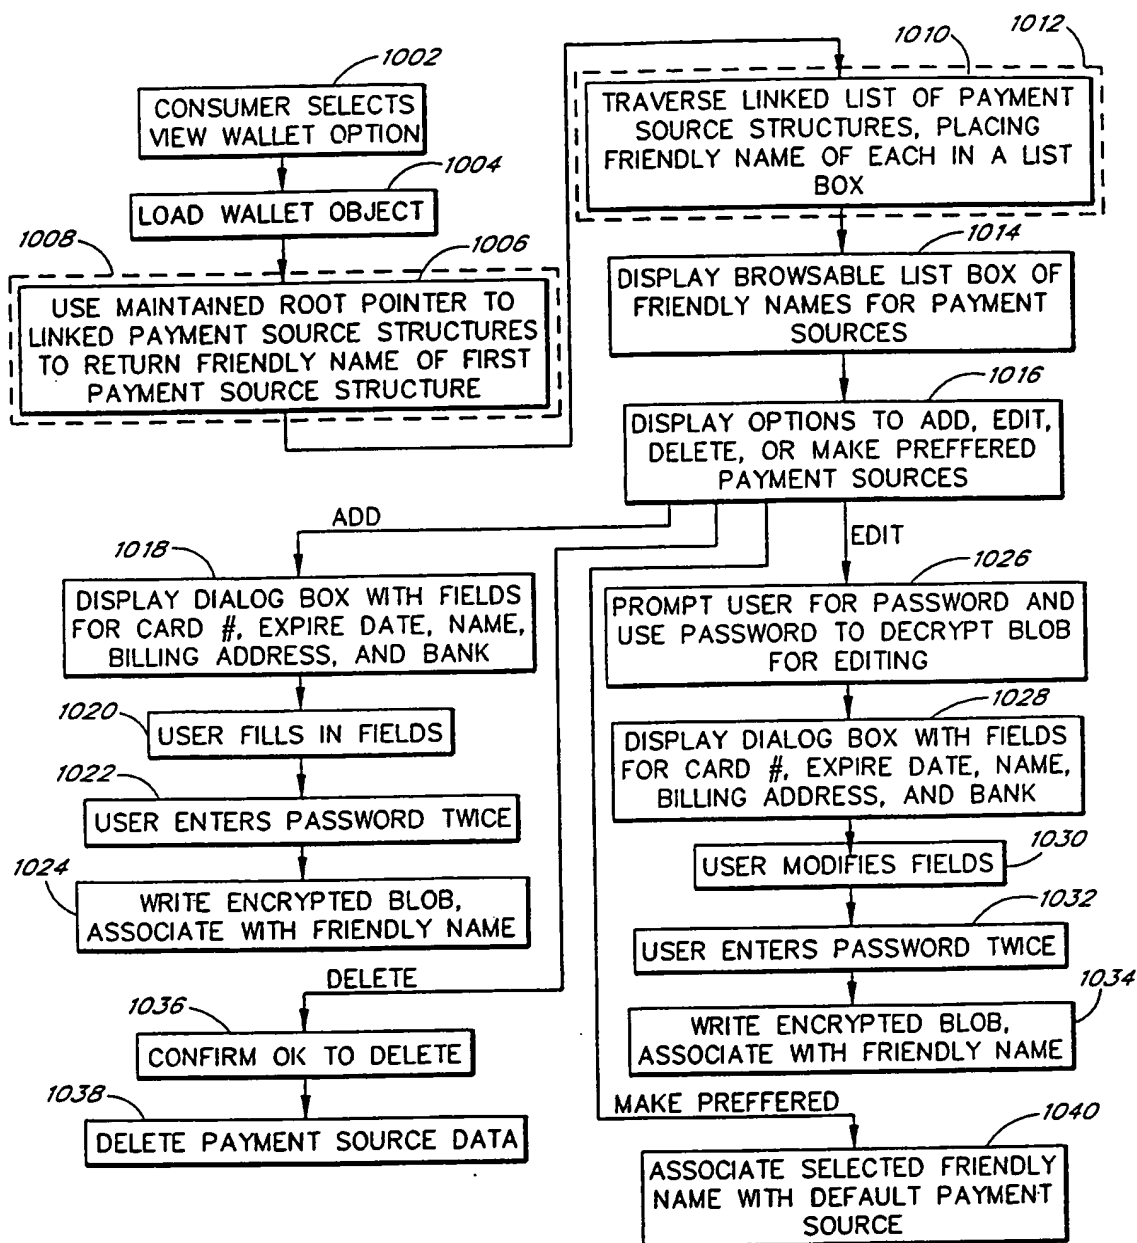 1002
CONSUMER SELECTS
VIEW WALLET OPTION
1004
LOAD WALLET OBJECT
1008
1006
USE MAINTAINED ROOT POINTER TO
LINKED PAYMENT SOURCE STRUCTURES
TO RETURN FRIENDLY NAME OF FIRST
PAYMENT SOURCE STRUCTURE
1010
1012
TRAVERSE LINKED LIST OF PAYMENT
SOURCE STRUCTURES, PLACING
FRIENDLY NAME OF EACH IN A LIST
BOX
1014
DISPLAY BROWSABLE LIST BOX OF
FRIENDLY NAMES FOR PAYMENT
SOURCES
1016
DISPLAY OPTIONS TO ADD, EDIT,
DELETE, OR MAKE PREFFERED
PAYMENT SOURCES
ADD
1018
DISPLAY DIALOG BOX WITH FIELDS
FOR CARD #, EXPIRE DATE, NAME,
BILLING ADDRESS, AND BANK
1020
USER FILLS IN FIELDS
1022
USER ENTERS PASSWORD TWICE
1024
WRITE ENCRYPTED BLOB,
ASSOCIATE WITH FRIENDLY NAME
DELETE
1036
CONFIRM OK TO DELETE
1038
DELETE PAYMENT SOURCE DATA
EDIT
1026
PROMPT USER FOR PASSWORD AND
USE PASSWORD TO DECRYPT BLOB
FOR EDITING
1028
DISPLAY DIALOG BOX WITH FIELDS
FOR CARD #, EXPIRE DATE, NAME,
BILLING ADDRESS, AND BANK
1030
USER MODIFIES FIELDS
1032
USER ENTERS PASSWORD TWICE
1034
WRITE ENCRYPTED BLOB,
ASSOCIATE WITH FRIENDLY NAME
MAKE PREFFERED
1040
ASSOCIATE SELECTED FRIENDLY
NAME WITH DEFAULT PAYMENT
SOURCE